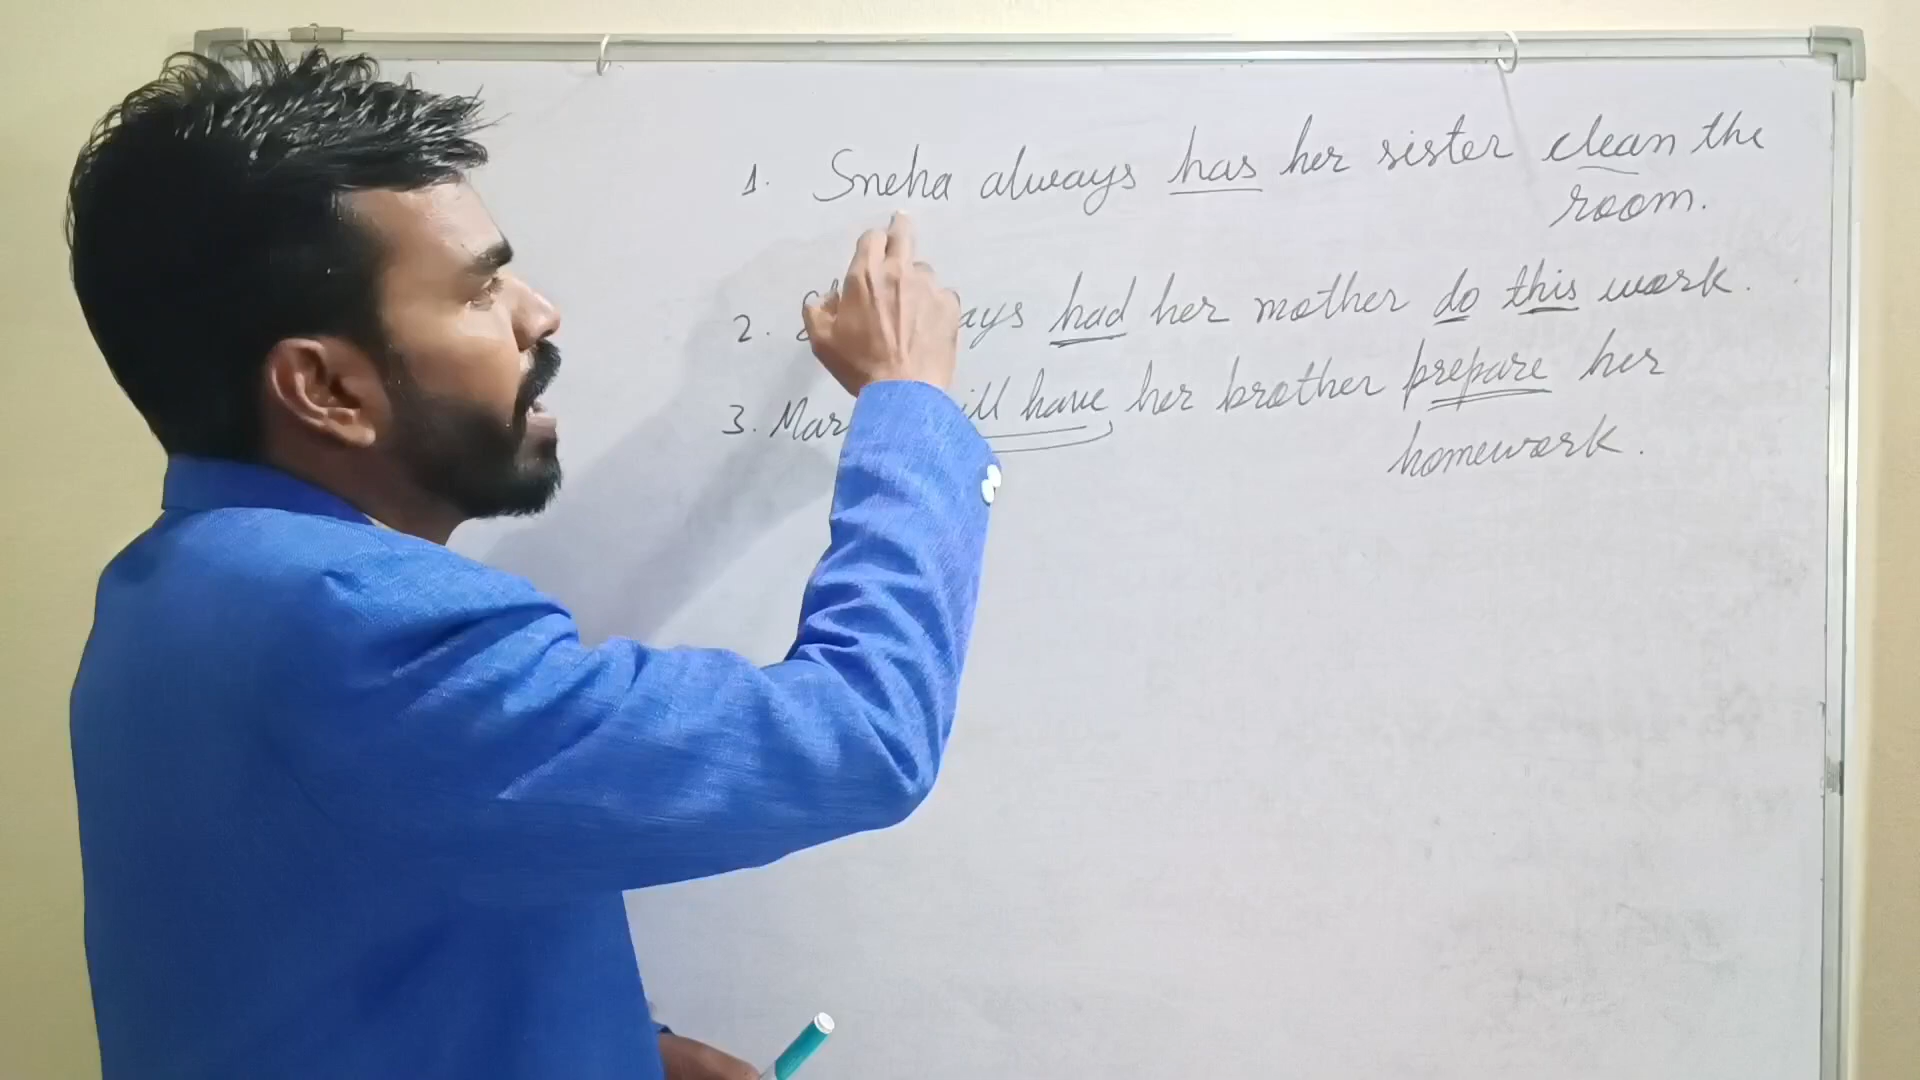 1. Sneha always has her sister clean the
room.
2. had her mother do this work.
3. have her brother prepare her
homework.